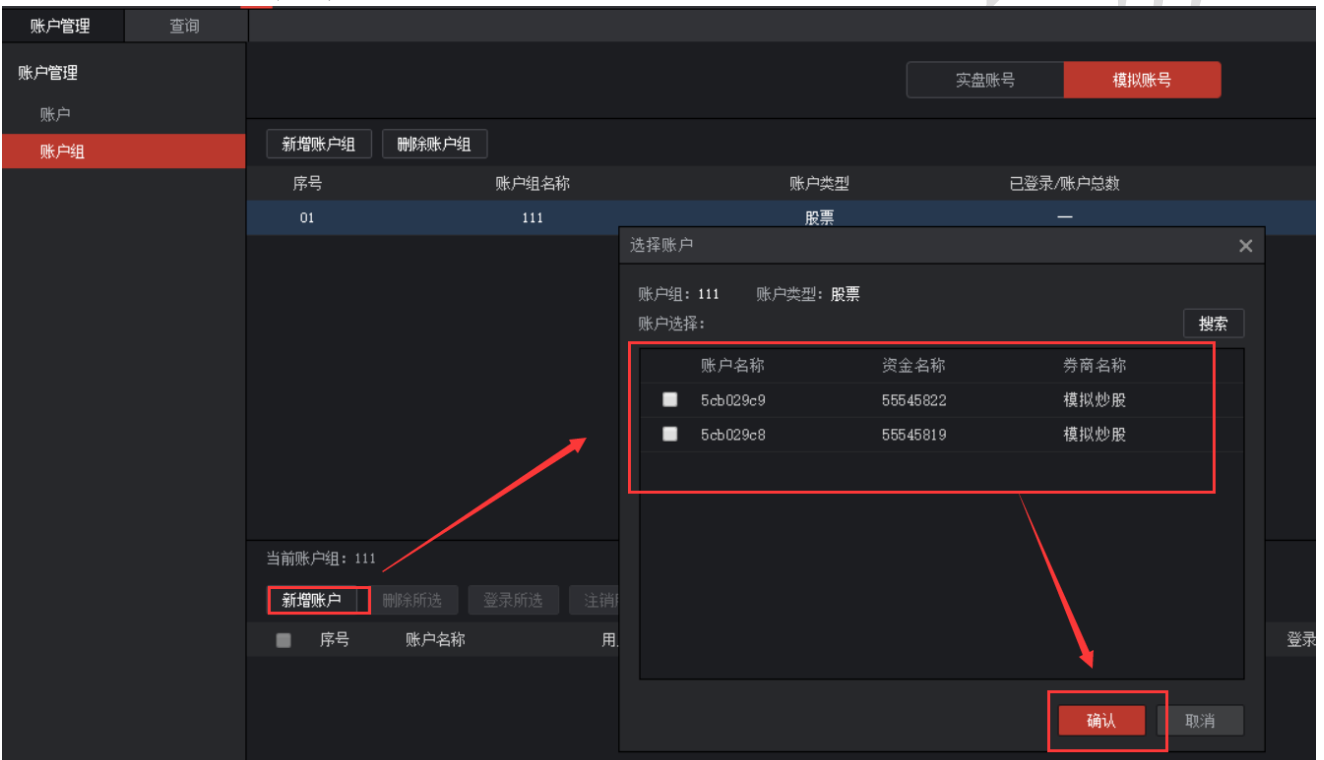 账户管理 查询
账户管理
实盘账号 模拟账号
账户
账户组
新增账户组 删除账户组
序号 账户组名称 账户类型 已登录/账户总数
01 111 股票 —
选择账户
账户组：111 账户类型：股票
账户选择：
搜索
账户名称 资金名称 券商名称
5cb029c9 55545822 模拟炒股
5cb029c8 55545819 模拟炒股
当前账户组：111
新增账户 删除所选 登录所选 注销
序号 账户名称 用 登录
确认 取消